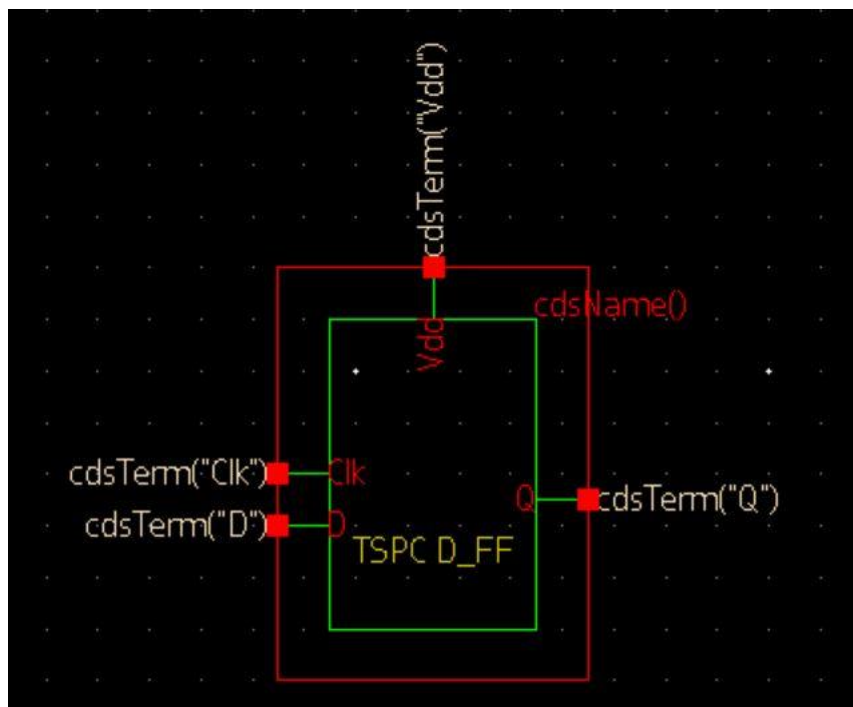 cdsTerm("Vdd")
cdsName()
Vdd
cdsTerm("Clk")
Clk
Q
cdsTerm("Q")
cdsTerm("D")
D
TSPC D_FF